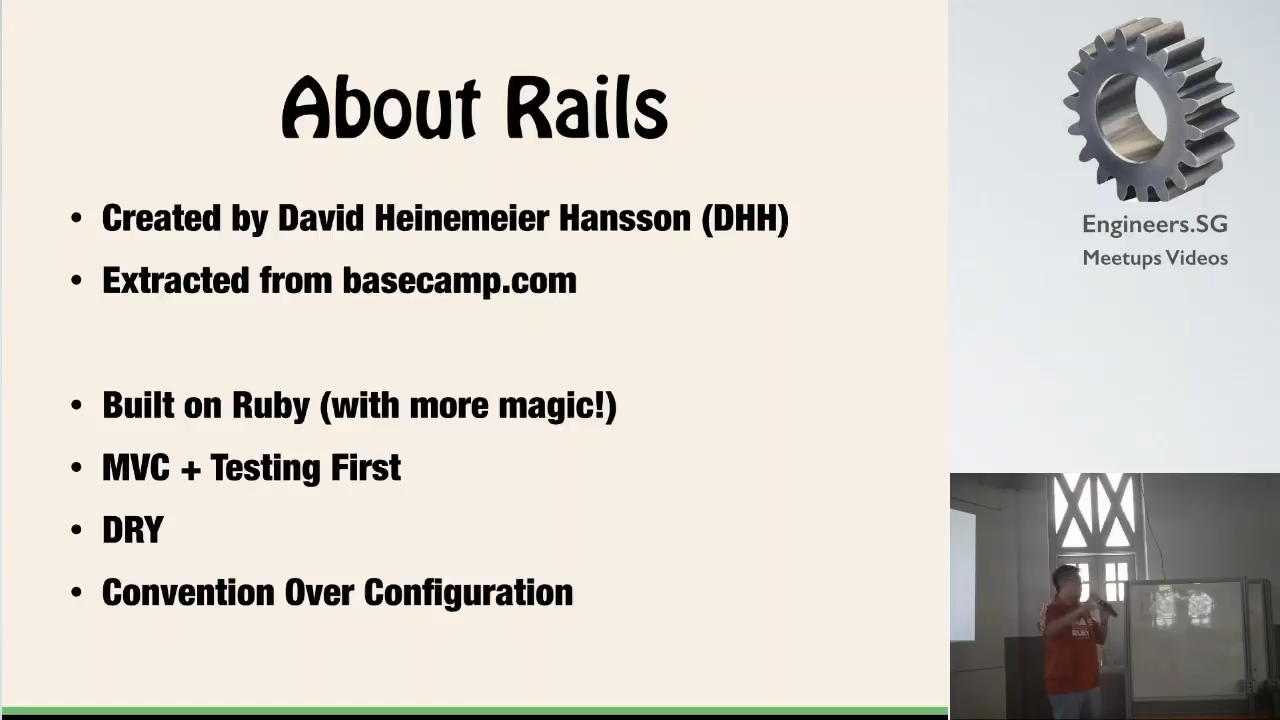 About Rails
• Created by David Heinemeier Hansson (DHH)
• Extracted from basecamp.com
• Built on Ruby (with more magic!)
• MVC + Testing First
• DRY
• Convention Over Configuration
Engineers.SG
Meetups Videos
RUBY